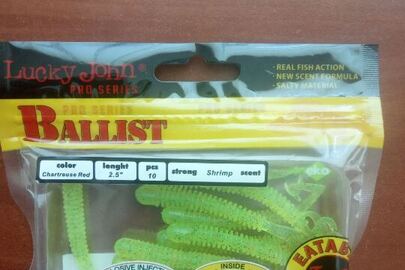 Lucky John
PRO SERIES
· REAL FISH ACTION
· NEW SCENT FORMULA
· SALTY MATERIAL
PRO SERIES
BALLIST
color
Chartreuse Red
lenght
2.5"
pcs
10
strong Shrimp scent
EATAB
INSIDE